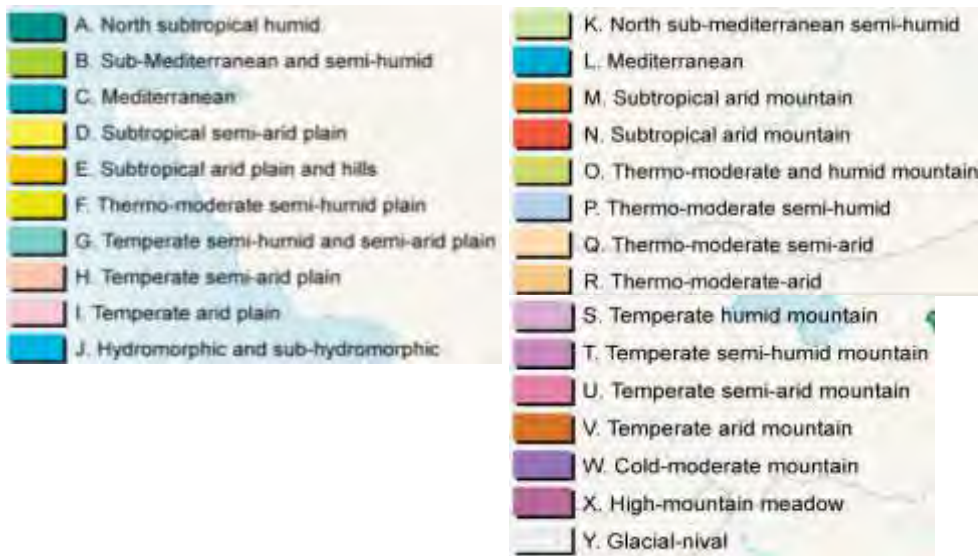 A. North subtropical humid
B. Sub-Mediterranean and semi-humid
C. Mediterranean
D. Subtropical semi-arid plain
E. Subtropical arid plain and hills
F. Thermo-moderate semi-humid plain
G. Temperate semi-humid and semi-arid plain
H. Temperate semi-arid plain
I. Temperate arid plain
J. Hydromorphic and sub-hydromorphic
K. North sub-mediterranean semi-humid
L. Mediterranean
M. Subtropical arid mountain
N. Subtropical arid mountain
O. Thermo-moderate and humid mountain
P. Thermo-moderate semi-humid
Q. Thermo-moderate semi-arid
R. Thermo-moderate-arid
S. Temperate humid mountain
T. Temperate semi-humid mountain
U. Temperate semi-arid mountain
V. Temperate arid mountain
W. Cold-moderate mountain
X. High-mountain meadow
Y. Glacial-nival